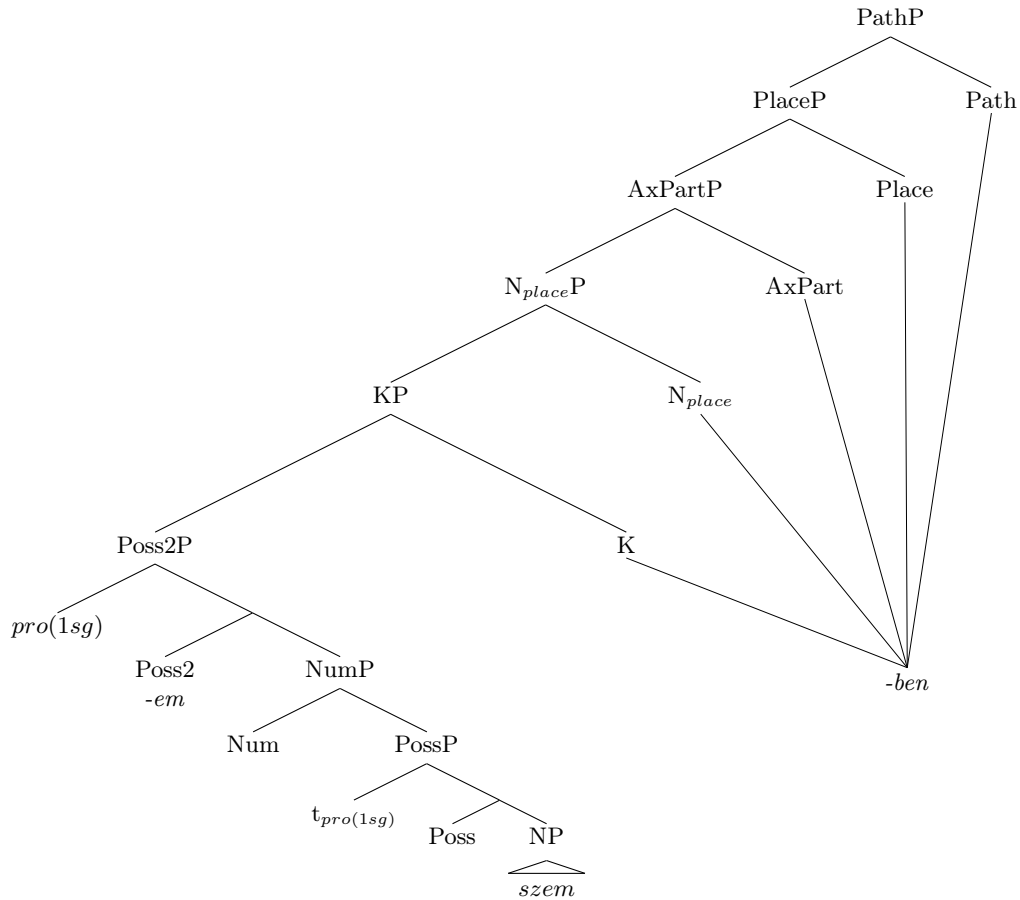 PathP
PlaceP Path
AxPartP Place
N_placeP AxPart
KP N_place
Poss2P K
pro(1sg)
Poss2 NumP
-em -ben
Num PossP
t_pro(1sg) Poss NP
szem